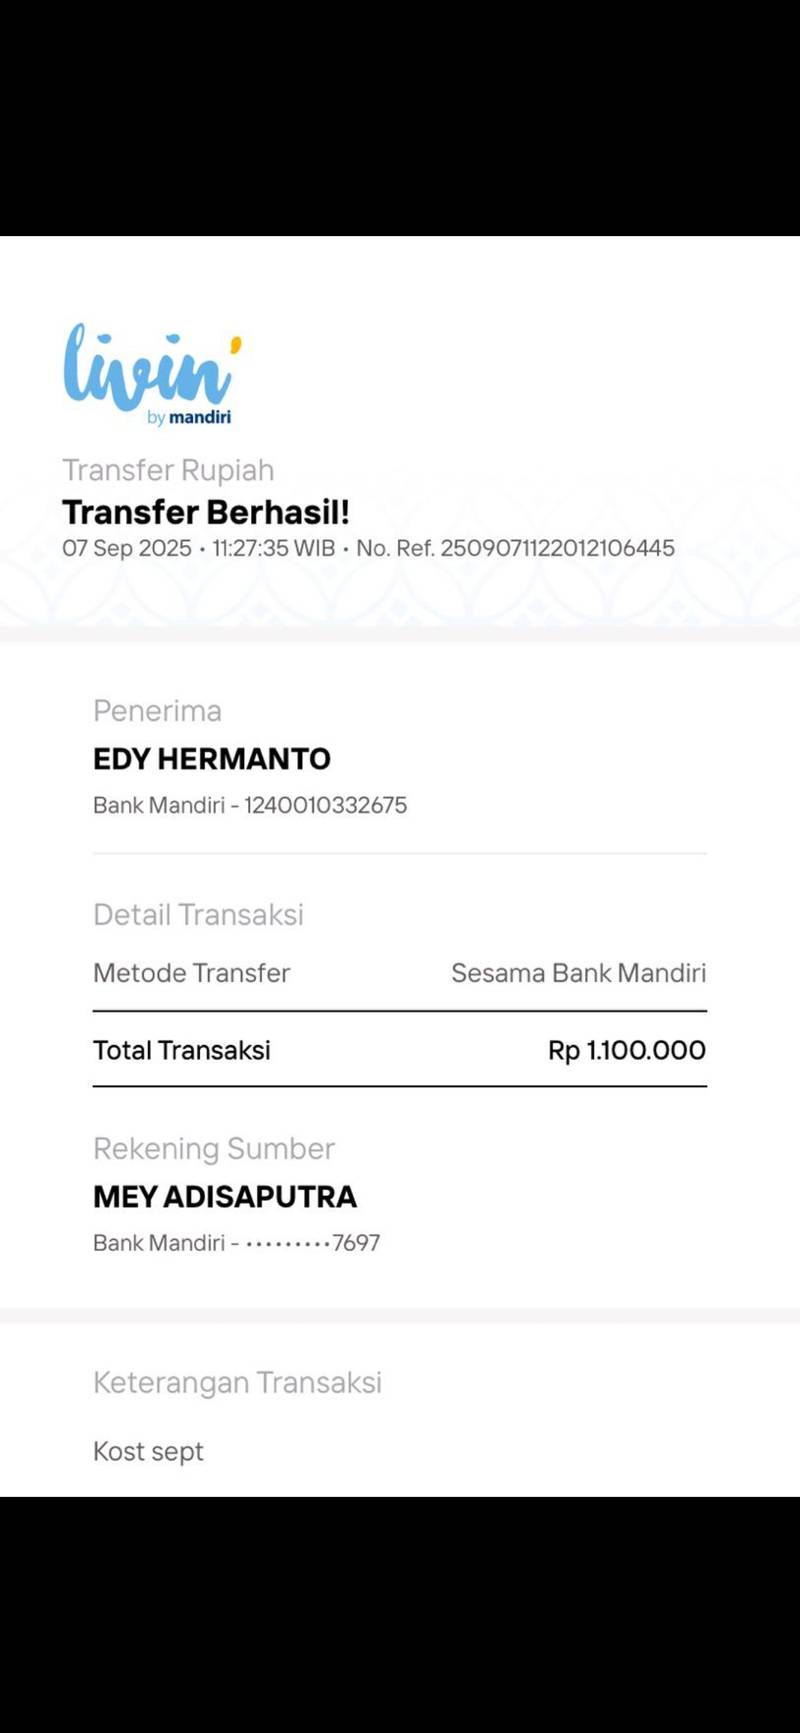 livin'
by mandiri
Transfer Rupiah
Transfer Berhasil!
07 Sep 2025 • 11:27:35 WIB • No. Ref. 2509071122012106445
Penerima
EDY HERMANTO
Bank Mandiri - 1240010332675
Detail Transaksi
Metode Transfer Sesama Bank Mandiri
Total Transaksi Rp 1.100.000
Rekening Sumber
MEY ADISAPUTRA
Bank Mandiri - •••••••••7697
Keterangan Transaksi
Kost sept